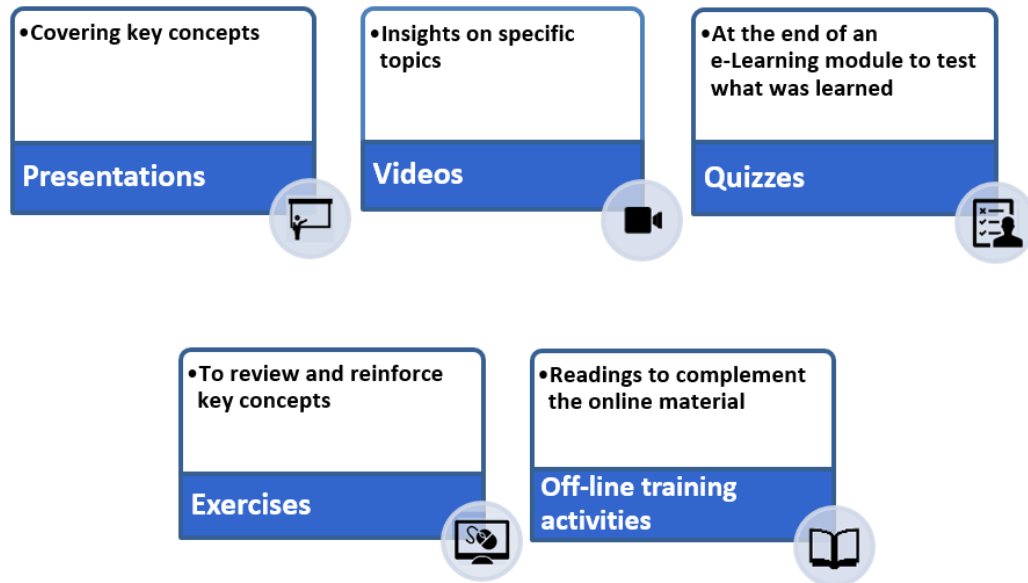 •Covering key concepts
Presentations
•Insights on specific
topics
Videos
•At the end of an
e-Learning module to test
what was learned
Quizzes
•To review and reinforce
key concepts
Exercises
•Readings to complement
the online material
Off-line training
activities